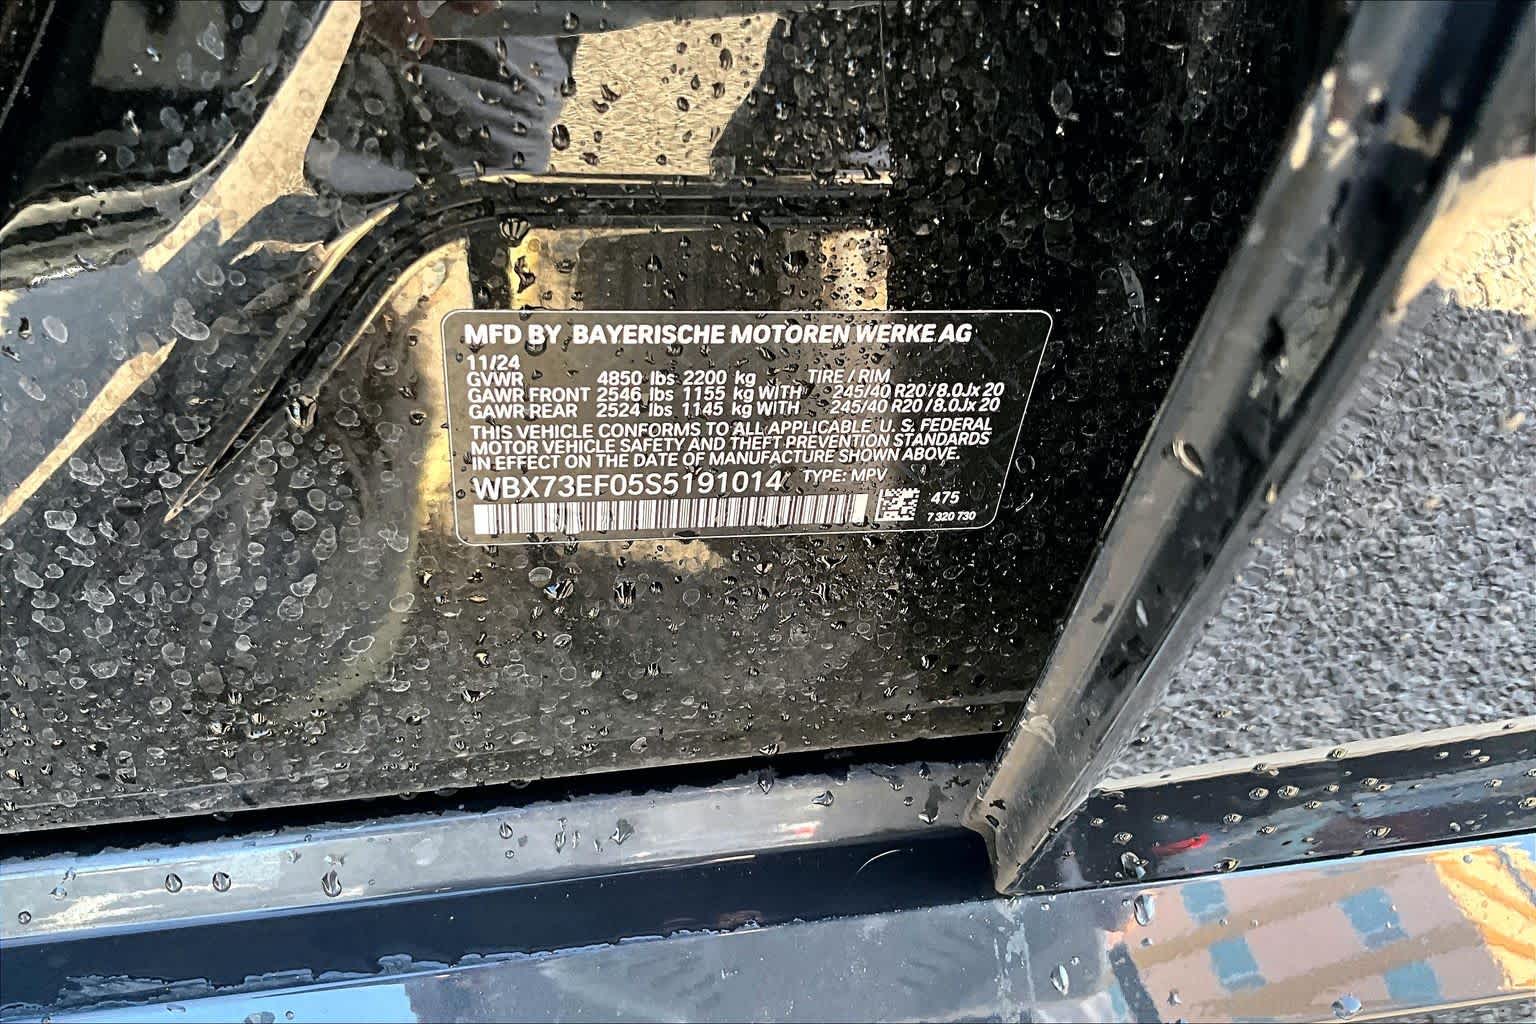 MFD BY BAYERISCHE MOTOREN WERKE AG
11/24
GVWR 4850 lbs 2200 kg TIRE / RIM
GAWR FRONT 2546 lbs 1155 kg WITH 245/40 R20 /8.0Jx 20
GAWR REAR 2524 lbs 1145 kg WITH 245/40 R20 /8.0Jx 20
THIS VEHICLE CONFORMS TO ALL APPLICABLE U. S. FEDERAL
MOTOR VEHICLE SAFETY AND THEFT PREVENTION STANDARDS
IN EFFECT ON THE DATE OF MANUFACTURE SHOWN ABOVE.
WBX73EF05S5191014 TYPE: MPV
475
7 320 730